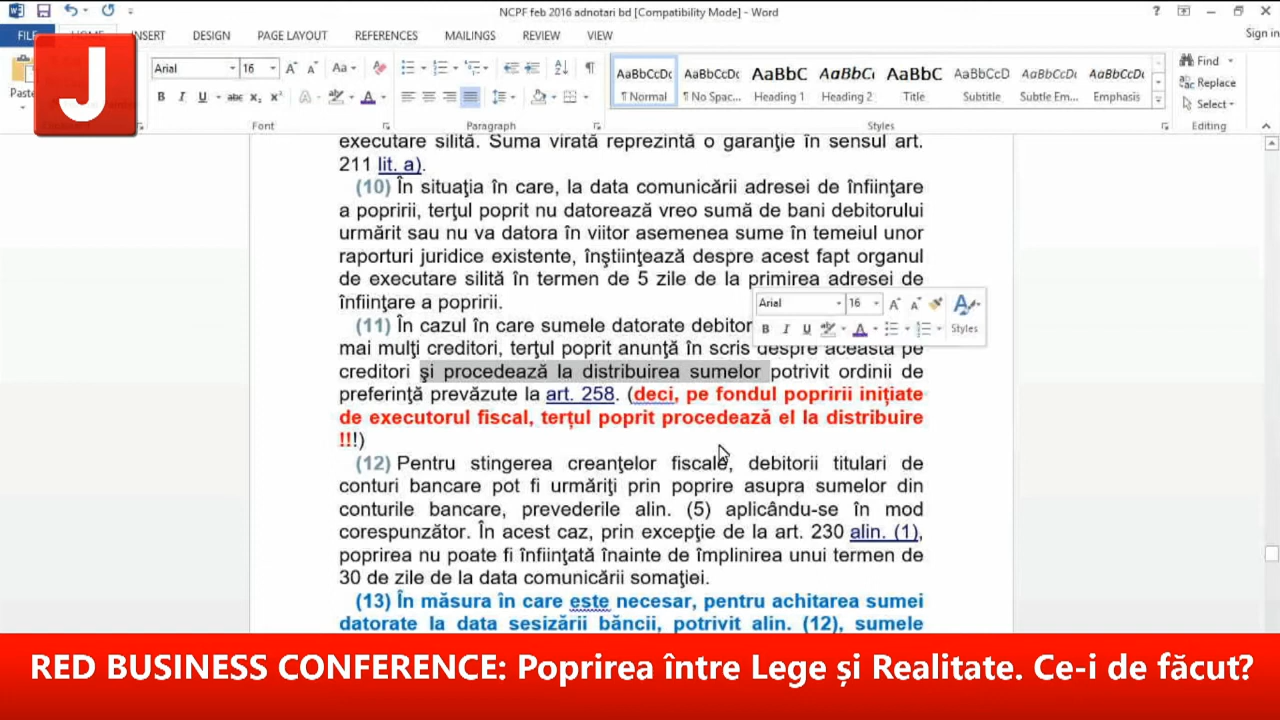 NCPF feb 2016 adnotari bd [Compatibility Mode] - Word
FILE HOME INSERT DESIGN PAGE LAYOUT REFERENCES MAILINGS REVIEW VIEW Sign in
J
Paste
Arial 16
AaBbCcDc AaBbCcDc AaBbC AaBbCc AaBbC AaBbCcD AaBbCcDc AaBbCcDc
¶ Normal ¶ No Spac... Heading 1 Heading 2 Title Subtitle Subtle Em... Emphasis
Find
Replace
Select
Font Paragraph Styles Editing
executare silită. Suma virată reprezintă o garanţie în sensul art.
211 lit. a).
(10) În situaţia în care, la data comunicării adresei de înfiinţare
a popririi, terţul poprit nu datorează vreo sumă de bani debitorului
urmărit sau nu va datora în viitor asemenea sume în temeiul unor
raporturi juridice existente, înştiinţează despre acest fapt organul
de executare silită în termen de 5 zile de la primirea adresei de
înfiinţare a popririi.
Arial 16
Styles
(11) În cazul în care sumele datorate debitor
mai mulţi creditori, terţul poprit anunţă în scris despre aceasta pe
creditori şi procedează la distribuirea sumelor potrivit ordinii de
preferinţă prevăzute la art. 258. (deci, pe fondul popririi inițiate
de executorul fiscal, terțul poprit procedează el la distribuire
!!!)
(12) Pentru stingerea creanţelor fiscale, debitorii titulari de
conturi bancare pot fi urmăriţi prin poprire asupra sumelor din
conturile bancare, prevederile alin. (5) aplicându-se în mod
corespunzător. În acest caz, prin excepţie de la art. 230 alin. (1),
poprirea nu poate fi înfiinţată înainte de împlinirea unui termen de
30 de zile de la data comunicării somaţiei.
(13) În măsura în care este necesar, pentru achitarea sumei
datorate la data sesizării băncii, potrivit alin. (12), sumele
RED BUSINESS CONFERENCE: Poprirea între Lege și Realitate. Ce-i de făcut?